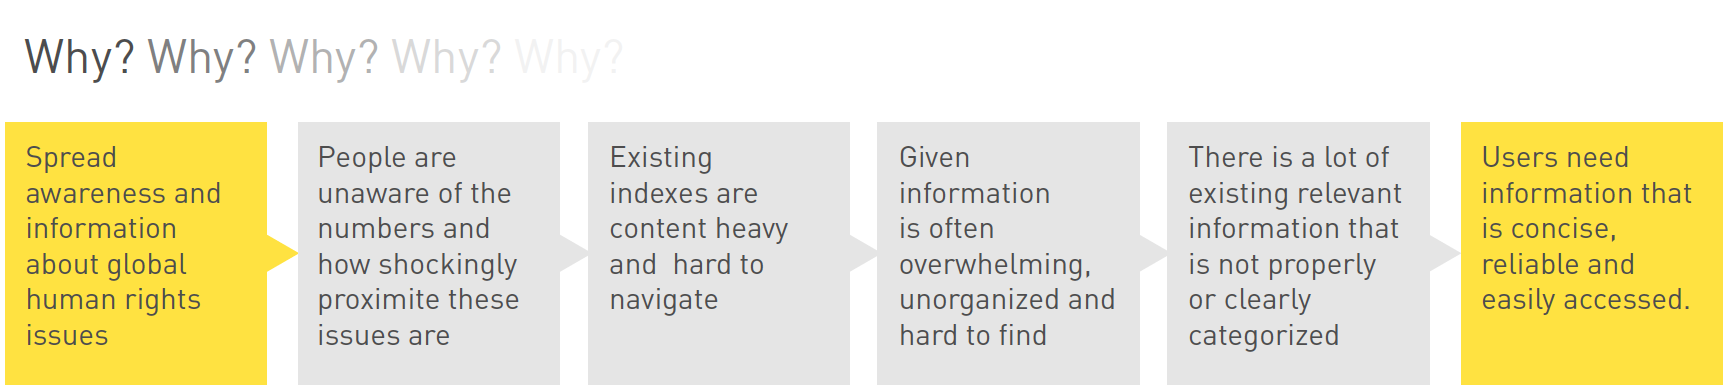 Why? Why? Why? Why? Why?
Spread
awareness and
information
about global
human rights
issues
People are
unaware of the
numbers and
how shockingly
proximite these
issues are
Existing
indexes are
content heavy
and  hard to
navigate
Given
information
is often
overwhelming,
unorganized and
hard to find
There is a lot of
existing relevant
information that
is not properly
or clearly
categorized
Users need
information that
is concise,
reliable and
easily accessed.